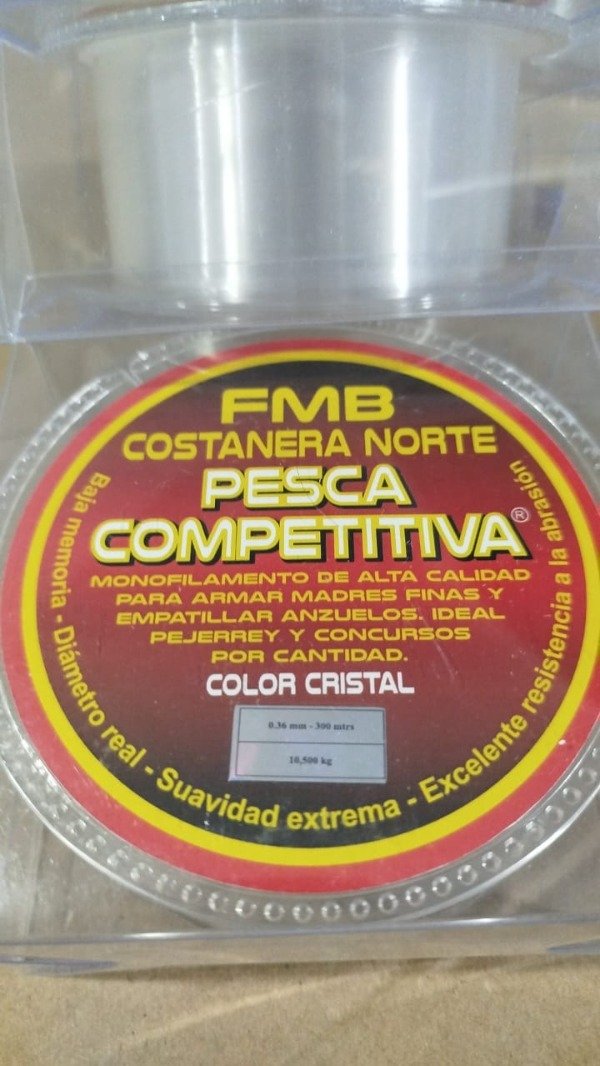 FMB
COSTANERA NORTE
PESCA
COMPETITIVA®
MONOFILAMENTO DE ALTA CALIDAD
PARA ARMAR MADRES FINAS Y
EMPATILLAR ANZUELOS. IDEAL
PEJERREY Y CONCURSOS
POR CANTIDAD.
COLOR CRISTAL
0.36 mm - 300 mtrs
10,500 kg
Baja memoria - Diámetro real - Suavidad extrema - Excelente resistencia a la abrasión